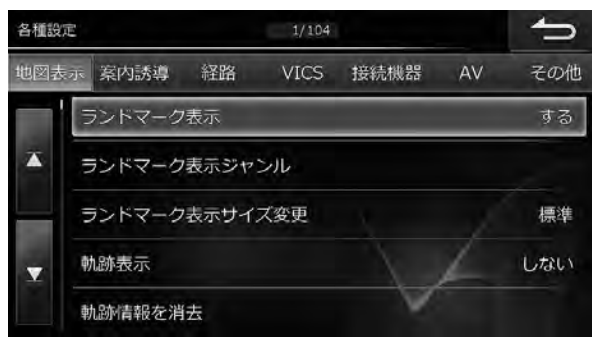 各種設定 1/104
地図表示 案内誘導 経路 VICS 接続機器 AV その他
ランドマーク表示 する
ランドマーク表示ジャンル
ランドマーク表示サイズ変更 標準
軌跡表示 しない
軌跡情報を消去